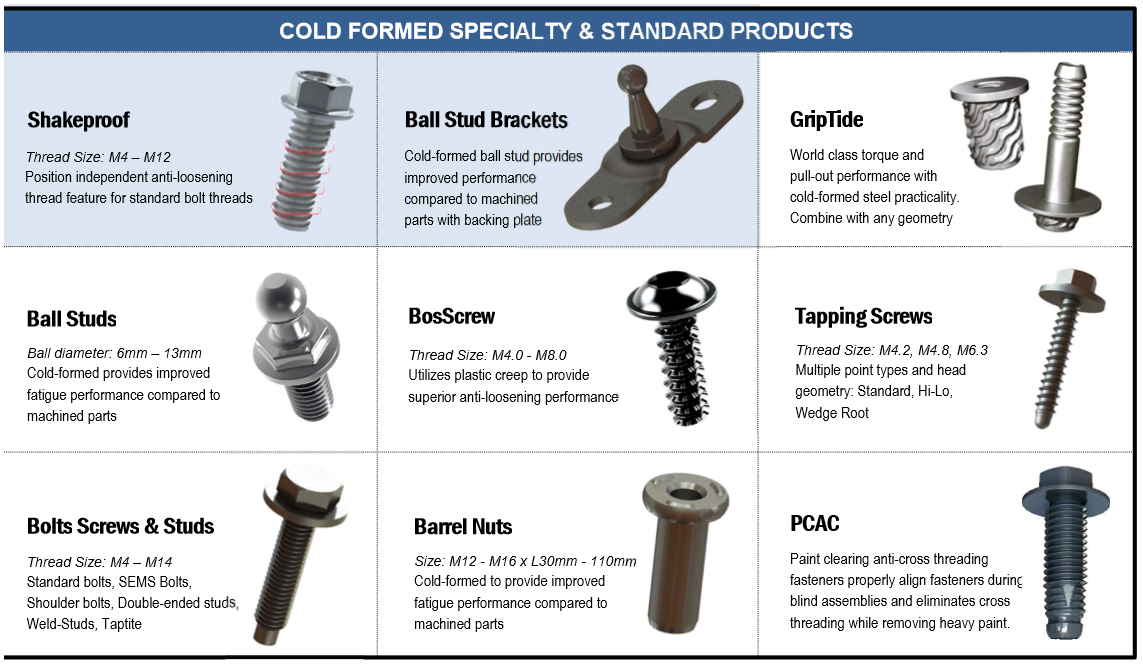 COLD FORMED SPECIALTY & STANDARD PRODUCTS
Shakeproof
Thread Size: M4 – M12
Position independent anti-loosening
thread feature for standard bolt threads
Ball Stud Brackets
Cold-formed ball stud provides
improved performance
compared to machined
parts with backing plate
GripTide
World class torque and
pull-out performance with
cold-formed steel practicality.
Combine with any geometry
Ball Studs
Ball diameter: 6mm – 13mm
Cold-formed provides improved
fatigue performance compared to
machined parts
BosScrew
Thread Size: M4.0 - M8.0
Utilizes plastic creep to provide
superior anti-loosening performance
Tapping Screws
Thread Size: M4.2, M4.8, M6.3
Multiple point types and head
geometry: Standard, Hi-Lo,
Wedge Root
Bolts Screws & Studs
Thread Size: M4 – M14
Standard bolts, SEMS Bolts,
Shoulder bolts, Double-ended studs,
Weld-Studs, Taptite
Barrel Nuts
Size: M12 - M16 x L30mm - 110mm
Cold-formed to provide improved
fatigue performance compared to
machined parts
PCAC
Paint clearing anti-cross threading
fasteners properly align fasteners during
blind assemblies and eliminates cross
threading while removing heavy paint.